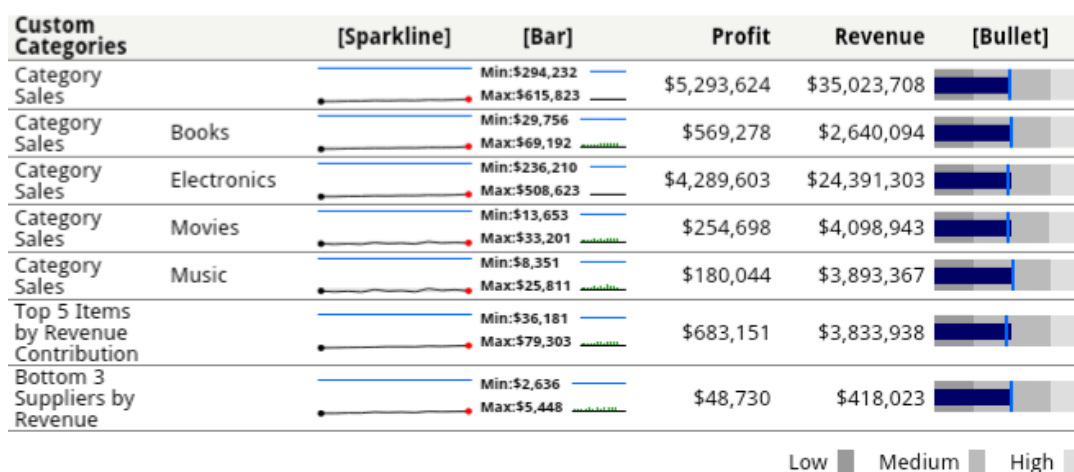 Custom
Categories
[Sparkline] [Bar] Profit Revenue [Bullet]
Category
Sales
Min:$294,232
Max:$615,823
$5,293,624 $35,023,708
Category
Sales
Books
Min:$29,756
Max:$69,192
$569,278 $2,640,094
Category
Sales
Electronics
Min:$236,210
Max:$508,623
$4,289,603 $24,391,303
Category
Sales
Movies
Min:$13,653
Max:$33,201
$254,698 $4,098,943
Category
Sales
Music
Min:$8,351
Max:$25,811
$180,044 $3,893,367
Top 5 Items
by Revenue
Contribution
Min:$36,181
Max:$79,303
$683,151 $3,833,938
Bottom 3
Suppliers by
Revenue
Min:$2,636
Max:$5,448
$48,730 $418,023
Low Medium High